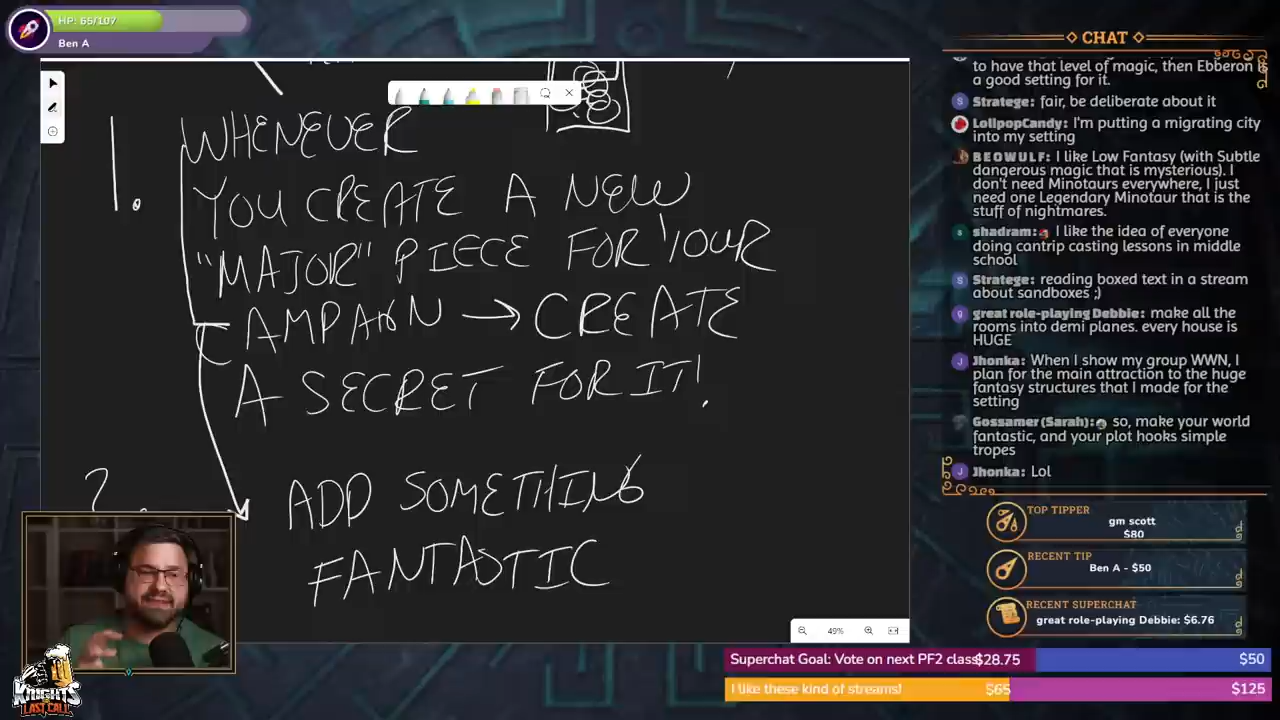 HP: 65/107
Ben A
1. WHENEVER
YOU CREATE A NEW
"MAJOR" PIECE FOR YOUR
CAMPAIGN → CREATE
A SECRET FOR IT!
2.
ADD SOMETHING
FANTASTIC
49%
KNIGHTS
OF LAST CALL
CHAT
to have that level of magic, then Eberron is
a good setting for it.
Stratege: fair, be deliberate about it
LollpopCandy: I'm putting a migrating city
into my setting
BEOWULF: I like Low Fantasy (with Subtle
dangerous magic that is mysterious). I
don't need Minotaurs everywhere, I just
need one Legendary Minotaur that is the
stuff of nightmares.
shadram: I like the idea of everyone
doing cantrip casting lessons in middle
school
Stratege: reading boxed text in a stream
about sandboxes ;)
great role-playing Debbie: make all the
rooms into demi planes. every house is
HUGE
Jhonka: When I show my group WWN, I
plan for the main attraction to the huge
fantasy structures that I made for the
setting
Gossamer (Sarah): so, make your world
fantastic, and your plot hooks simple
tropes
Jhonka: Lol
TOP TIPPER
gm scott
$80
RECENT TIP
Ben A - $50
RECENT SUPERCHAT
great role-playing Debbie: $6.76
Superchat Goal: Vote on next PF2 class $28.75 $50
I like these kind of streams! $65 $125